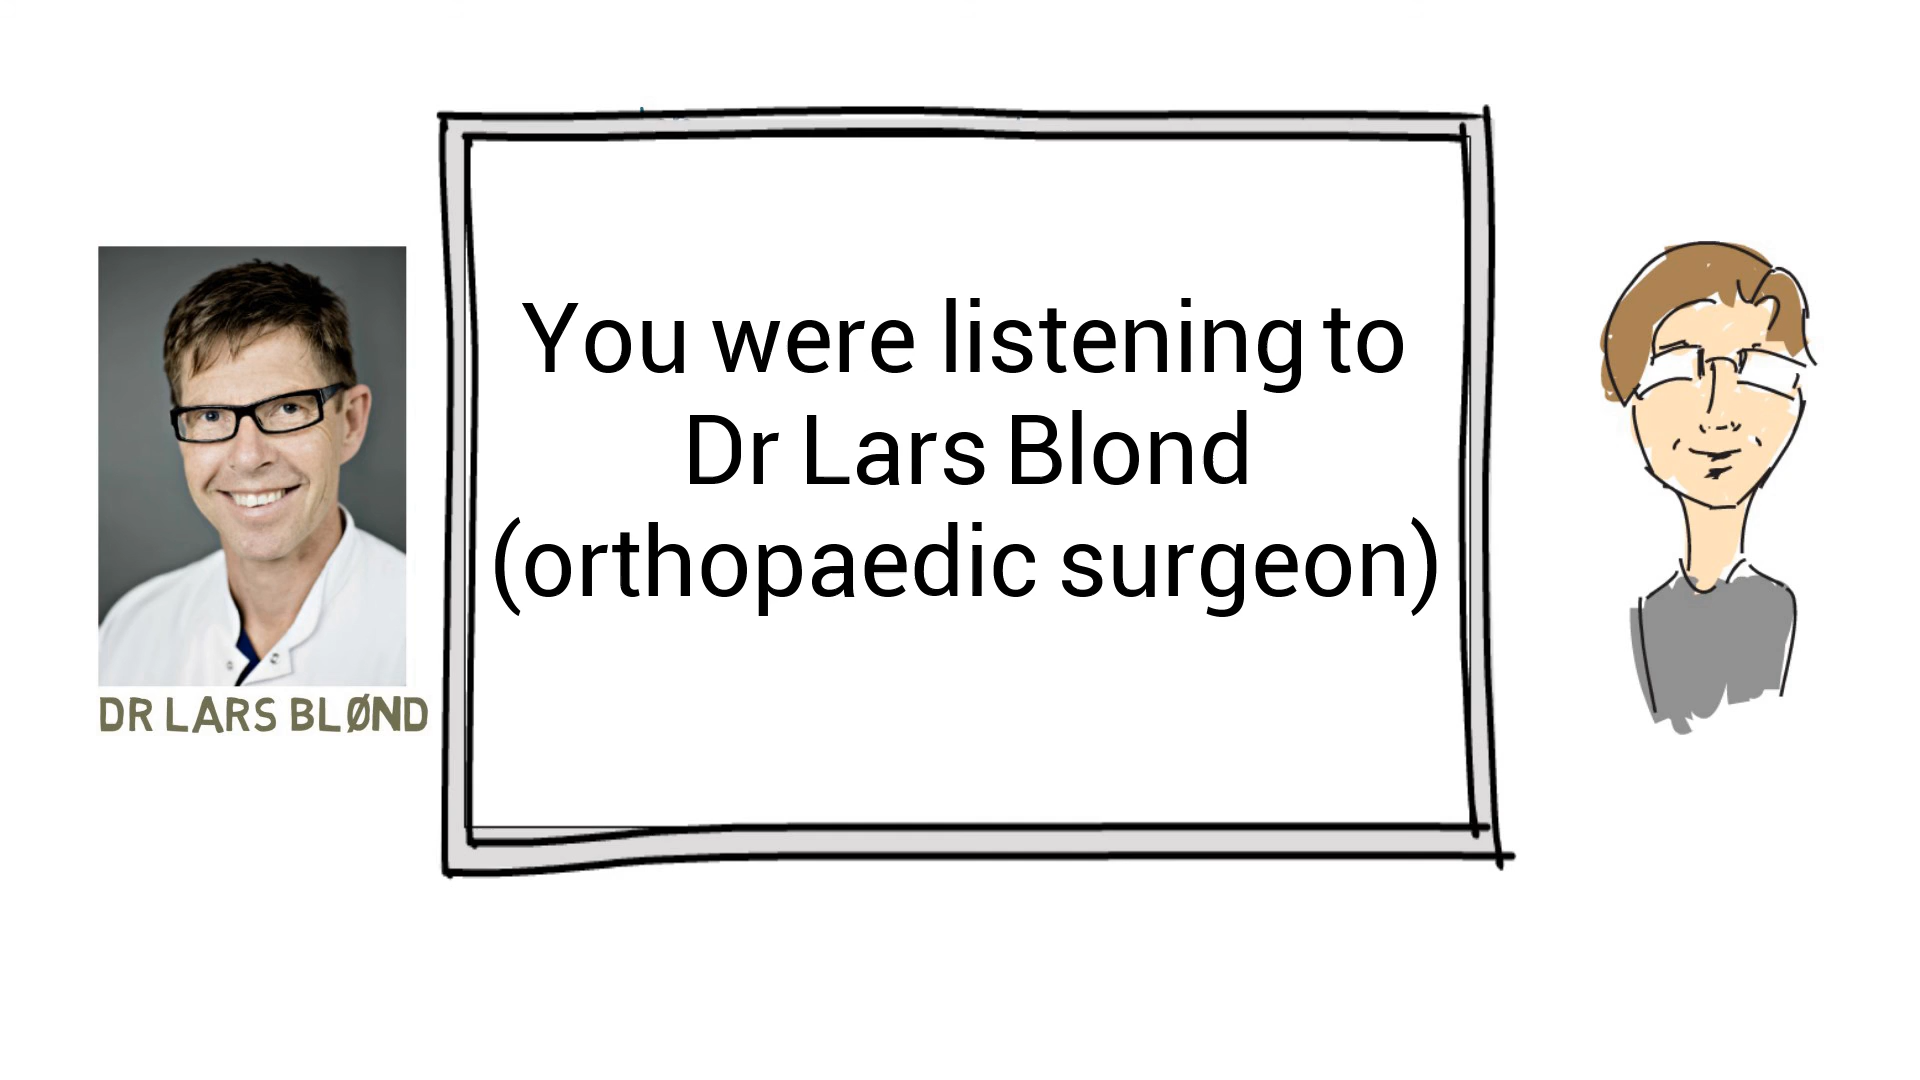 You were listening to
Dr Lars Blond
(orthopaedic surgeon)
DR LARS BLØND